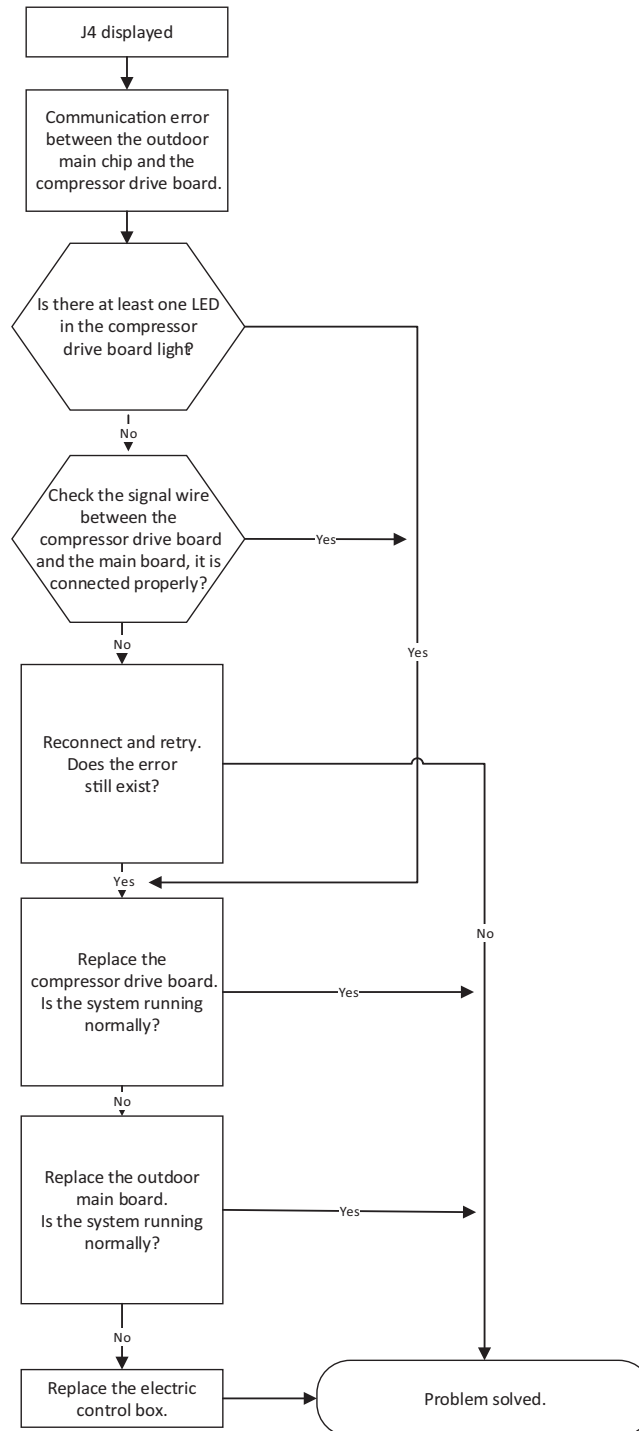 J4 displayed
Communication error
between the outdoor
main chip and the
compressor drive board.
Is there at least one LED
in the compressor
drive board light?
No
Check the signal wire
between the
compressor drive board
and the main board, it is
connected properly?
Yes
No
Yes
Reconnect and retry.
Does the error
still exist?
Yes
No
Replace the
compressor drive board.
Is the system running
normally?
Yes
No
Replace the outdoor
main board.
Is the system running
normally?
Yes
No
Replace the electric
control box.
Problem solved.